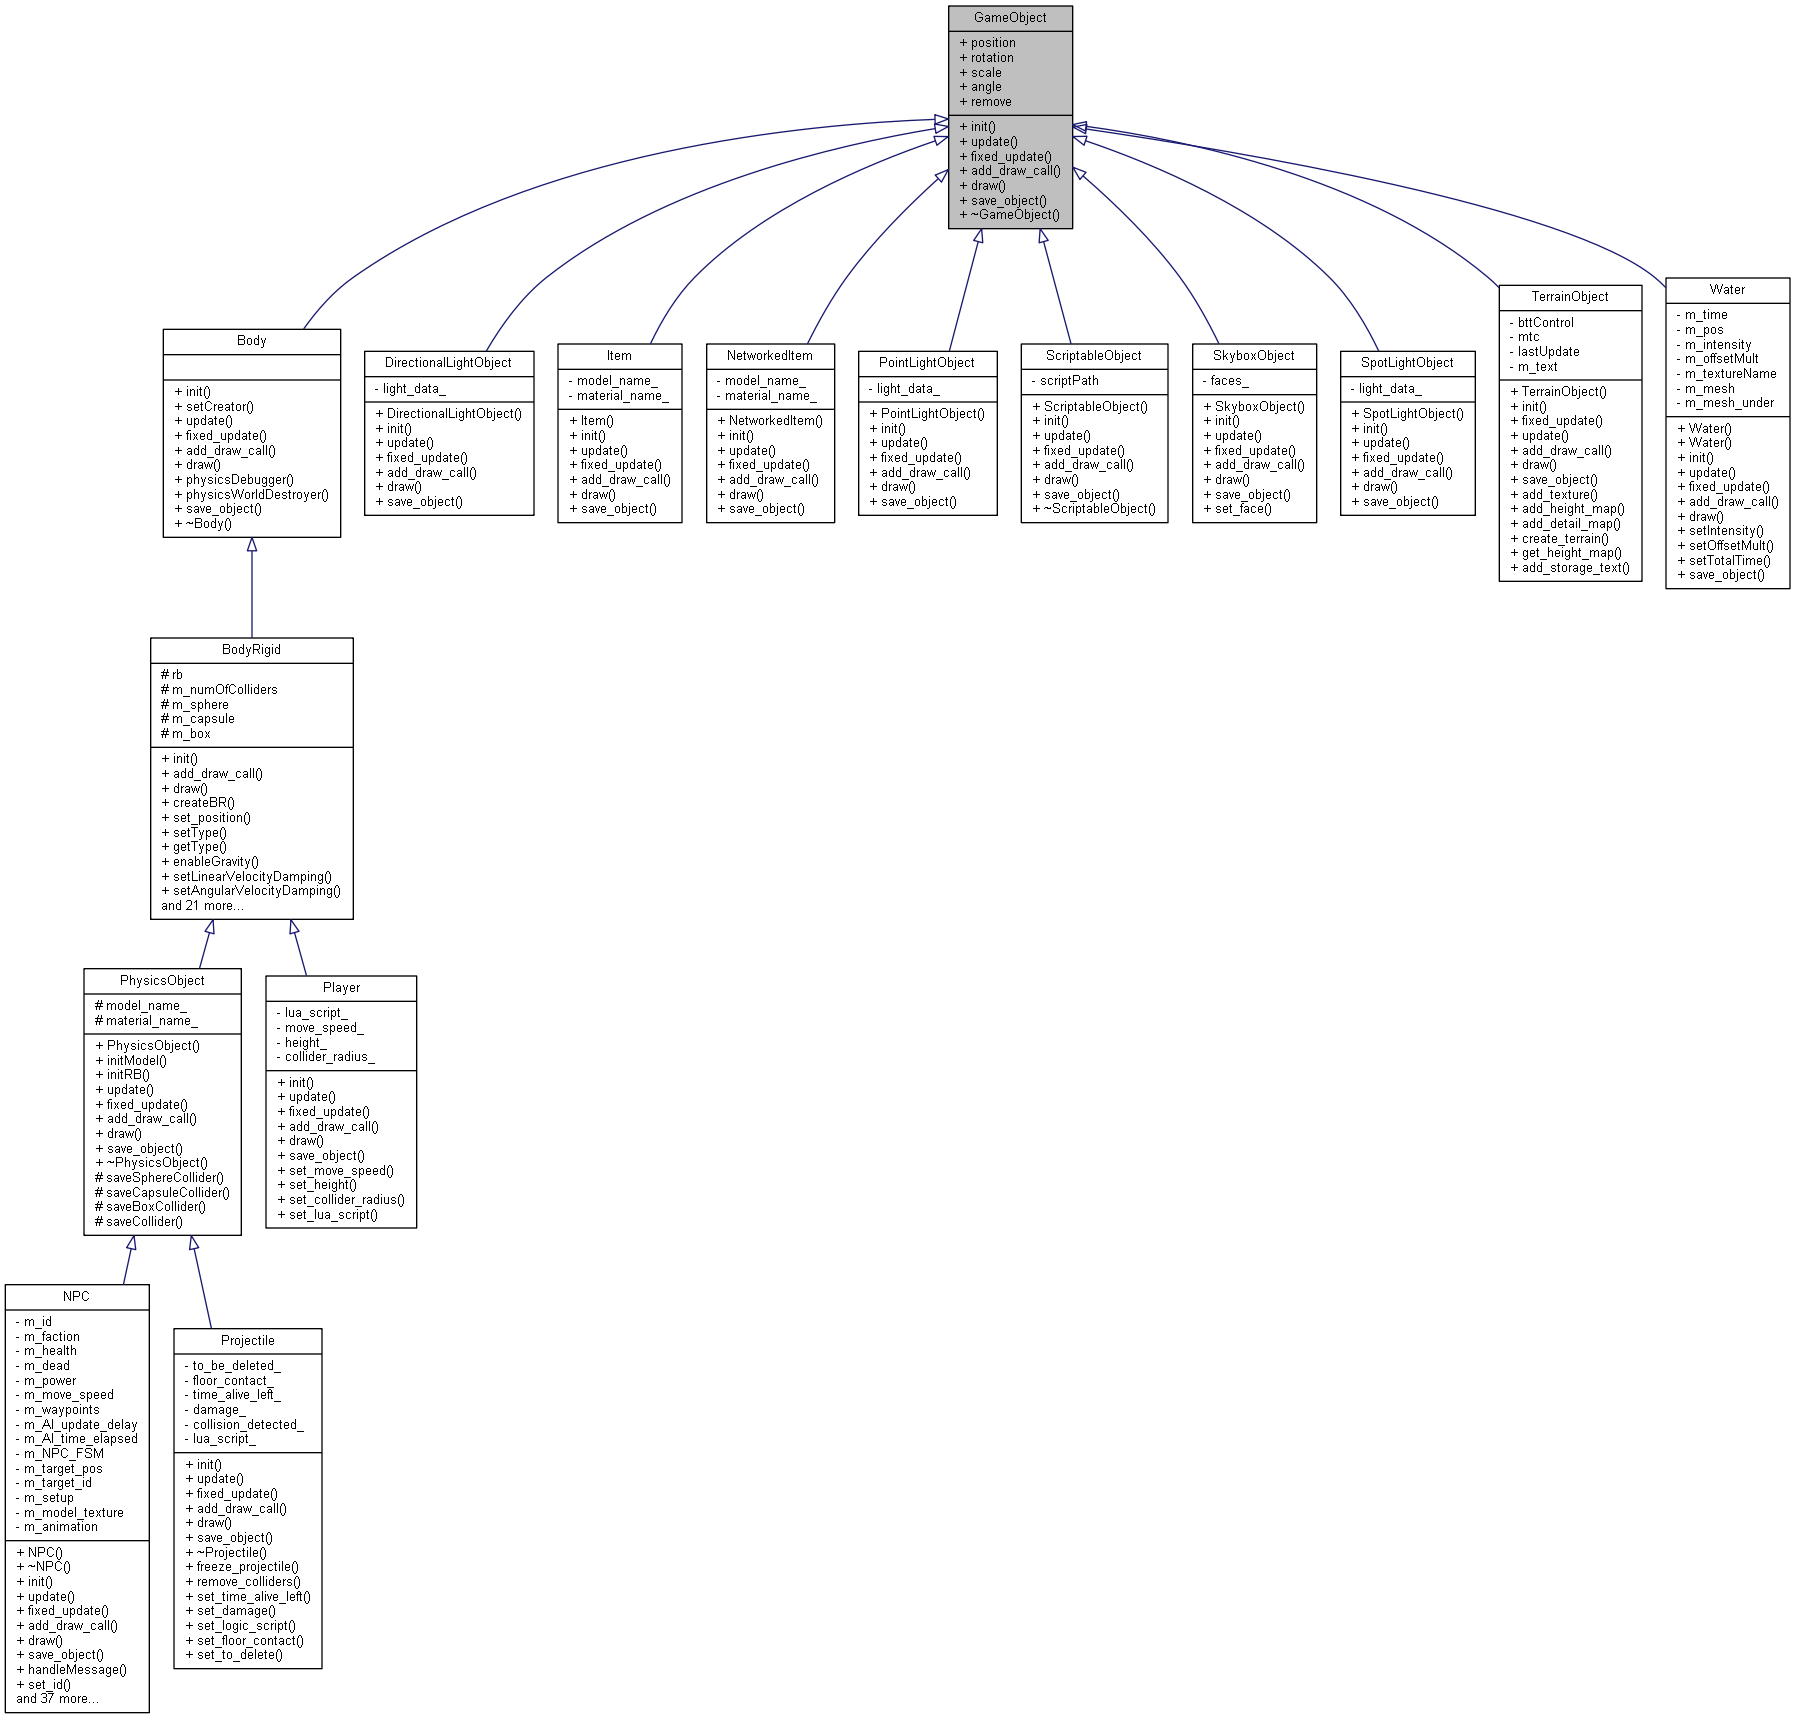 GameObject
+ position
+ rotation
+ scale
+ angle
+ remove
+ init()
+ update()
+ fixed_update()
+ add_draw_call()
+ draw()
+ save_object()
+ ~GameObject()
Body
+ init()
+ setCreator()
+ update()
+ fixed_update()
+ add_draw_call()
+ draw()
+ physicsDebugger()
+ physicsWorldDestroyer()
+ save_object()
+ ~Body()
DirectionalLightObject
- light_data_
+ DirectionalLightObject()
+ init()
+ update()
+ fixed_update()
+ add_draw_call()
+ draw()
+ save_object()
Item
- model_name_
- material_name_
+ Item()
+ init()
+ update()
+ fixed_update()
+ add_draw_call()
+ draw()
+ save_object()
NetworkedItem
- model_name_
- material_name_
+ NetworkedItem()
+ init()
+ update()
+ fixed_update()
+ add_draw_call()
+ draw()
+ save_object()
PointLightObject
- light_data_
+ PointLightObject()
+ init()
+ update()
+ fixed_update()
+ add_draw_call()
+ draw()
+ save_object()
ScriptableObject
- scriptPath
+ ScriptableObject()
+ init()
+ update()
+ fixed_update()
+ add_draw_call()
+ draw()
+ save_object()
+ ~ScriptableObject()
SkyboxObject
- faces_
+ SkyboxObject()
+ init()
+ update()
+ fixed_update()
+ add_draw_call()
+ draw()
+ save_object()
+ set_face()
SpotLightObject
- light_data_
+ SpotLightObject()
+ init()
+ update()
+ fixed_update()
+ add_draw_call()
+ draw()
+ save_object()
TerrainObject
- bttControl
- mtc
- lastUpdate
- m_text
+ TerrainObject()
+ init()
+ fixed_update()
+ update()
+ add_draw_call()
+ draw()
+ save_object()
+ add_texture()
+ add_height_map()
+ add_detail_map()
+ create_terrain()
+ get_height_map()
+ add_storage_text()
Water
- m_time
- m_pos
- m_intensity
- m_offsetMult
- m_textureName
- m_mesh
- m_mesh_under
+ Water()
+ Water()
+ init()
+ update()
+ fixed_update()
+ add_draw_call()
+ draw()
+ setIntensity()
+ setOffsetMult()
+ setTotalTime()
+ save_object()
BodyRigid
# rb
# m_numOfColliders
# m_sphere
# m_capsule
# m_box
+ init()
+ add_draw_call()
+ draw()
+ createBR()
+ set_position()
+ setType()
+ getType()
+ enableGravity()
+ setLinearVelocityDamping()
+ setAngularVelocityDamping()
and 21 more...
PhysicsObject
# model_name_
# material_name_
+ PhysicsObject()
+ initModel()
+ initRB()
+ update()
+ fixed_update()
+ add_draw_call()
+ draw()
+ save_object()
+ ~PhysicsObject()
# saveSphereCollider()
# saveCapsuleCollider()
# saveBoxCollider()
# saveCollider()
Player
- lua_script_
- move_speed_
- height_
- collider_radius_
+ init()
+ update()
+ fixed_update()
+ add_draw_call()
+ draw()
+ save_object()
+ set_move_speed()
+ set_height()
+ set_collider_radius()
+ set_lua_script()
NPC
- m_id
- m_faction
- m_health
- m_dead
- m_power
- m_move_speed
- m_waypoints
- m_AI_update_delay
- m_AI_time_elapsed
- m_NPC_FSM
- m_target_pos
- m_target_id
- m_setup
- m_model_texture
- m_animation
+ NPC()
+ ~NPC()
+ init()
+ update()
+ fixed_update()
+ add_draw_call()
+ draw()
+ save_object()
+ handleMessage()
+ set_id()
and 37 more...
Projectile
- to_be_deleted_
- floor_contact_
- time_alive_left_
- damage_
- collision_detected_
- lua_script_
+ init()
+ update()
+ fixed_update()
+ add_draw_call()
+ draw()
+ save_object()
+ ~Projectile()
+ freeze_projectile()
+ remove_colliders()
+ set_time_alive_left()
+ set_damage()
+ set_logic_script()
+ set_floor_contact()
+ set_to_delete()